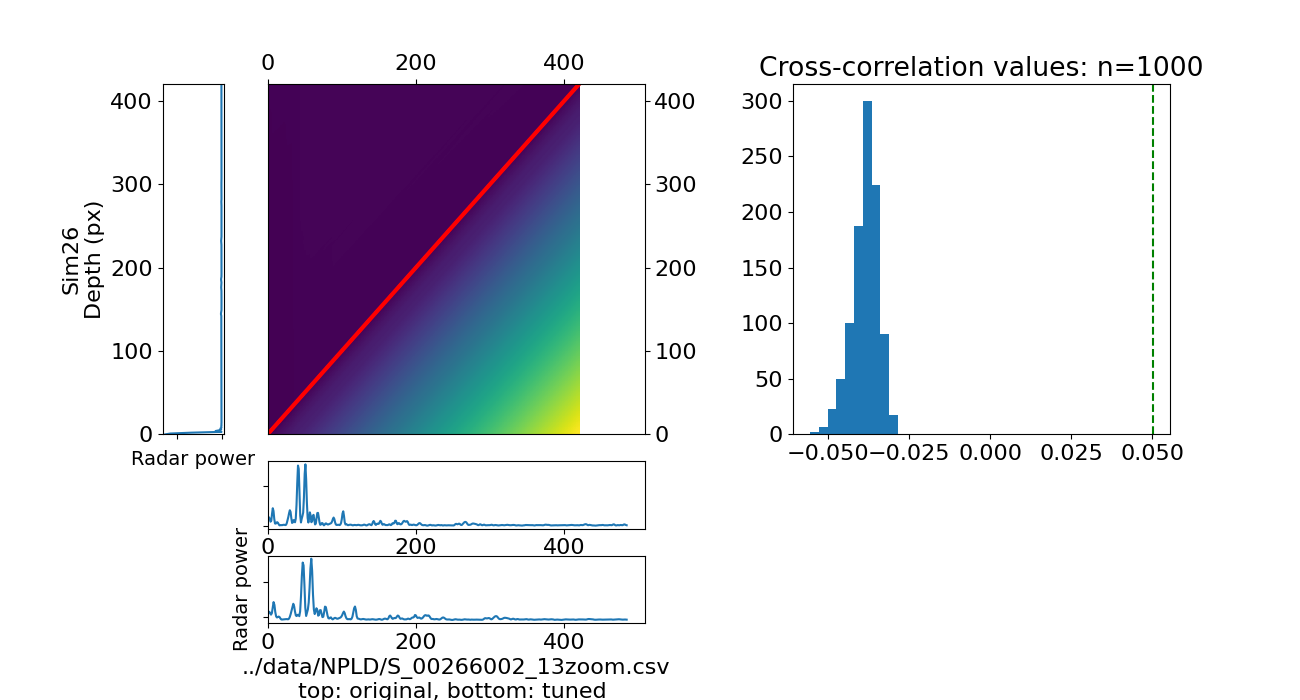 0 200 400
Cross-correlation values: n=1000
400
300
200
100
0
Sim26
Depth (px)
Radar power
400
300
200
100
0
300
250
200
150
100
50
0
−0.050 −0.025 0.000 0.025 0.050
0 200 400
Radar power
0 200 400
../data/NPLD/S_00266002_13zoom.csv
top: original, bottom: tuned